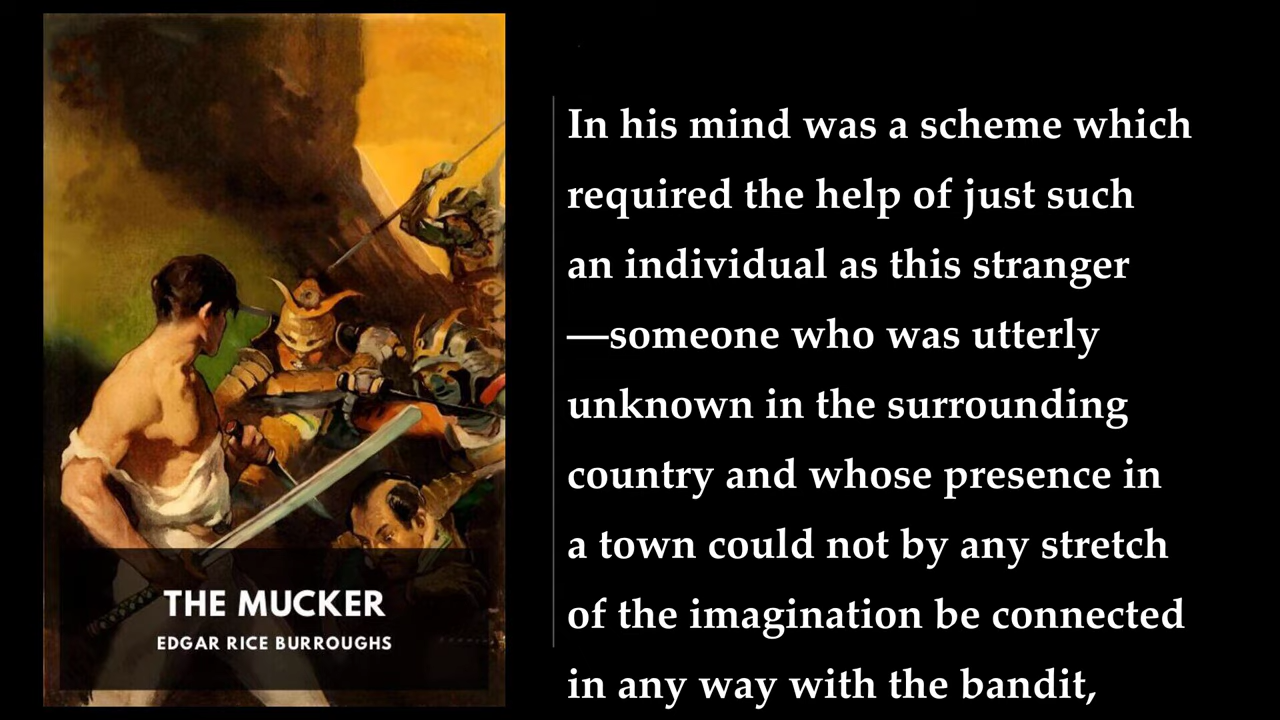 THE MUCKER
EDGAR RICE BURROUGHS
In his mind was a scheme which
required the help of just such
an individual as this stranger
—someone who was utterly
unknown in the surrounding
country and whose presence in
a town could not by any stretch
of the imagination be connected
in any way with the bandit,